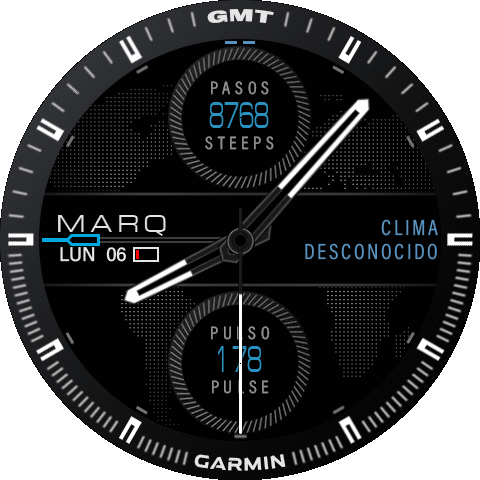 GMT
PASOS
8768
STEEPS
MARQ
LUN 06
CLIMA
DESCONOCIDO
PULSO
178
PULSE
GARMIN